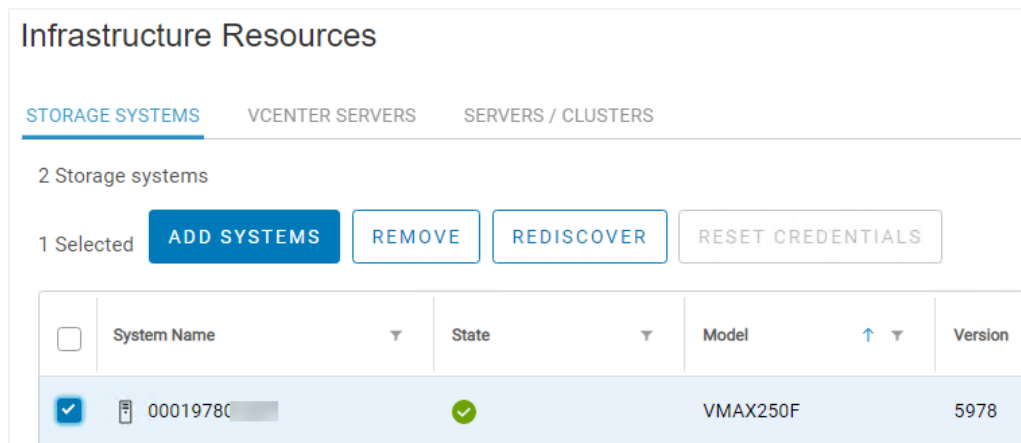 Infrastructure Resources
STORAGE SYSTEMS VCENTER SERVERS SERVERS / CLUSTERS
2 Storage systems
1 Selected ADD SYSTEMS REMOVE REDISCOVER RESET CREDENTIALS
System Name State Model Version
00019780 VMAX250F 5978